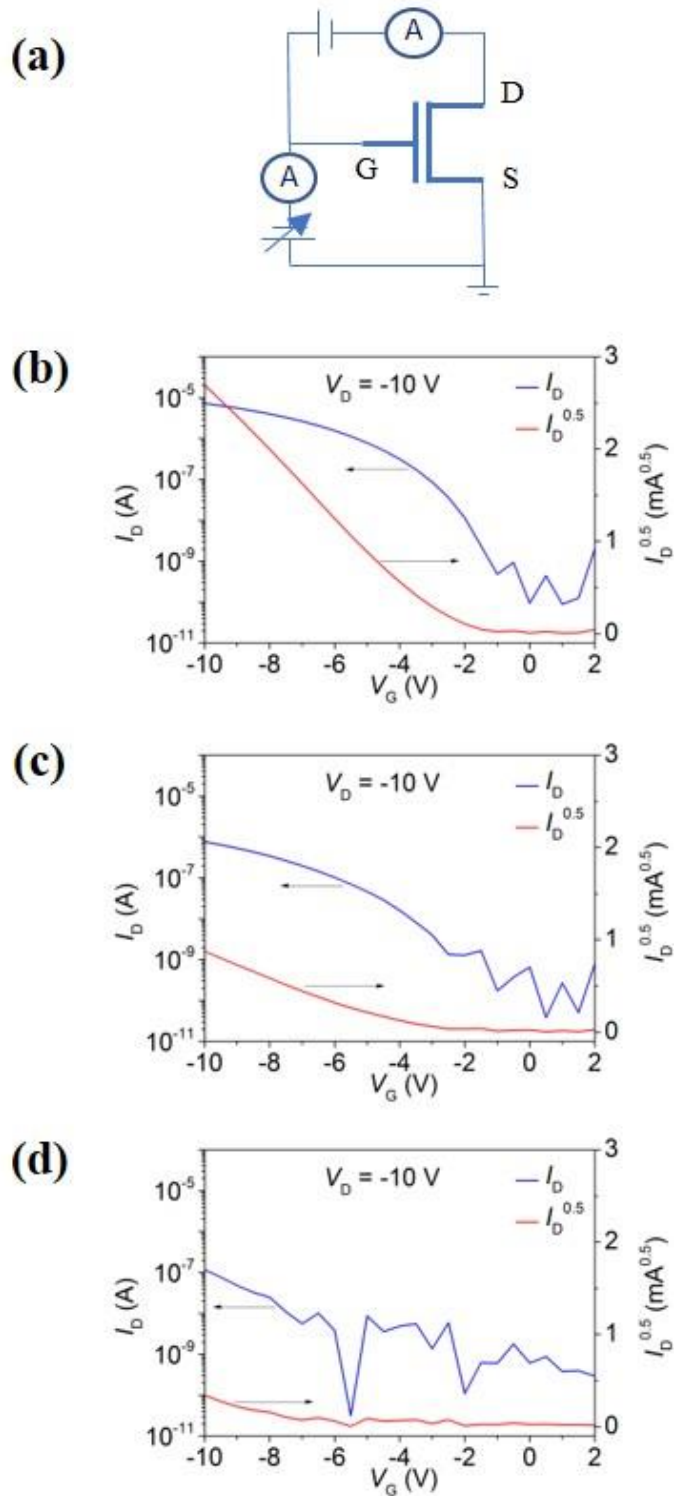 (a)
A
D
A
G
S
(b)
V_D = -10 V
I_D
I_D^0.5
10^-5
10^-7
10^-9
10^-11
I_D (A)
3
2
1
0
I_D^0.5 (mA^0.5)
-10 -8 -6 -4 -2 0 2
V_G (V)
(c)
V_D = -10 V
I_D
I_D^0.5
10^-5
10^-7
10^-9
10^-11
I_D (A)
3
2
1
0
I_D^0.5 (mA^0.5)
-10 -8 -6 -4 -2 0 2
V_G (V)
(d)
V_D = -10 V
I_D
I_D^0.5
10^-5
10^-7
10^-9
10^-11
I_D (A)
3
2
1
0
I_D^0.5 (mA^0.5)
-10 -8 -6 -4 -2 0 2
V_G (V)